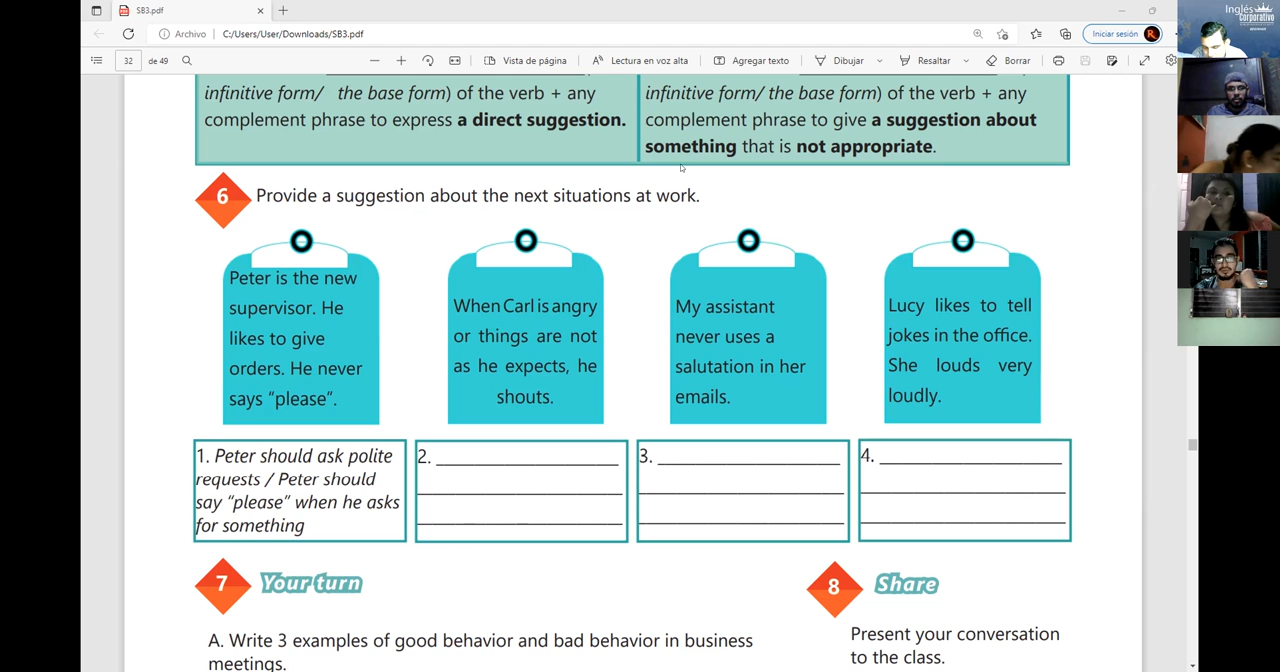 SB3.pdf
Archivo
C:/Users/User/Downloads/SB3.pdf
Iniciar sesión
R
Inglés
Corporativo
32
de 49
Vista de página
Lectura en voz alta
Agregar texto
Dibujar
Resaltar
Borrar
infinitive form/ the base form) of the verb + any
complement phrase to express a direct suggestion.
infinitive form/ the base form) of the verb + any
complement phrase to give a suggestion about
something that is not appropriate.
6
Provide a suggestion about the next situations at work.
Peter is the new
supervisor. He
likes to give
orders. He never
says “please”.
When Carl is angry
or things are not
as he expects, he
shouts.
My assistant
never uses a
salutation in her
emails.
Lucy likes to tell
jokes in the office.
She louds very
loudly.
1. Peter should ask polite
requests / Peter should
say “please” when he asks
for something
2.
3.
4.
7
Your turn
A. Write 3 examples of good behavior and bad behavior in business
meetings.
8
Share
Present your conversation
to the class.